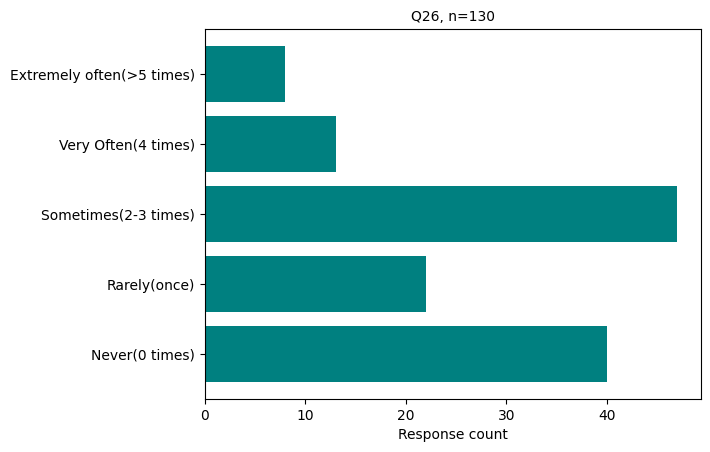 Q26, n=130
Extremely often(>5 times)
Very Often(4 times)
Sometimes(2-3 times)
Rarely(once)
Never(0 times)
0 10 20 30 40
Response count